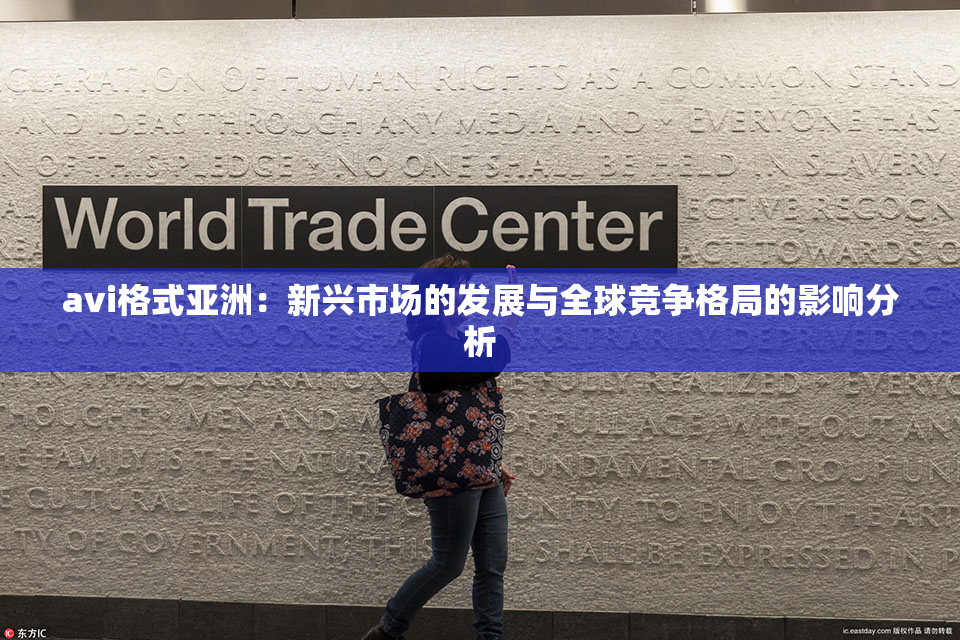 CLARATION OF HUMAN RIGHTS AS A COMMON STAND
AND IDEAS THROUGH ANY MEDIA AND EVERYONE HAS
OF THIS PLEDGE NO ONE SHALL BE HELD IN SLAVERY
ECTIVE RECOGN
World Trade Center
ACT TOWARDS O
avi格式亚洲：新兴市场的发展与全球竞争格局的影响分
析
IN THIS DECLARATION FULLY REALIZED EVERYO
THOUGHT MEN AND OF FULL AGE, WITHO
E FAMILY IS THE NATURA FUNDAMENTAL GROUP
E CULTURAL LIFE OF THE UNITY, TO ENJOY THE ART
TY OF GOVERNMENT; THIS SHALL BE EXPRESSED IN P
东方IC
ic.eastday.com 版权作品 请勿转载